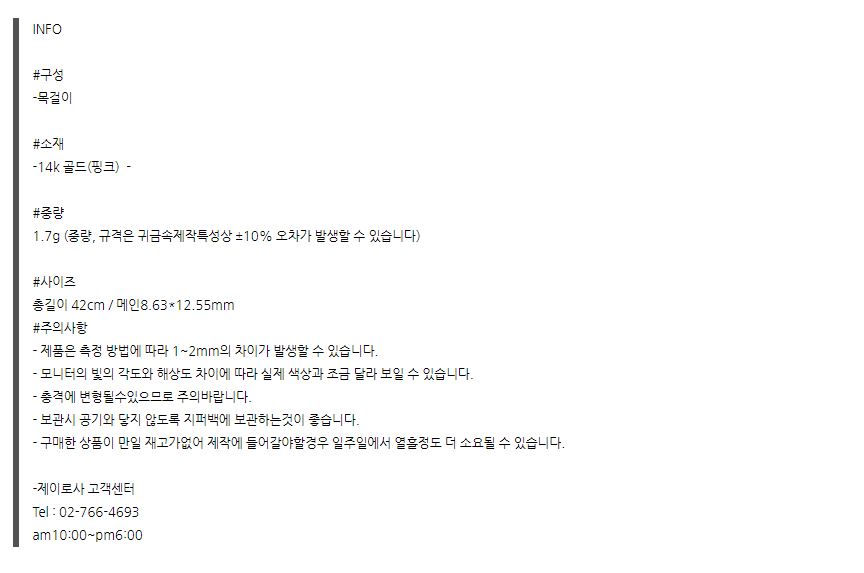 INFO
#구성
-목걸이
#소재
-14k 골드(핑크) -
#중량
1.7g (중량, 규격은 귀금속제작특성상 ±10% 오차가 발생할 수 있습니다)
#사이즈
총길이 42cm / 메인8.63*12.55mm
#주의사항
- 제품은 측정 방법에 따라 1~2mm의 차이가 발생할 수 있습니다.
- 모니터의 빛의 각도와 해상도 차이에 따라 실제 색상과 조금 달라 보일 수 있습니다.
- 충격에 변형될수있으므로 주의바랍니다.
- 보관시 공기와 닿지 않도록 지퍼백에 보관하는것이 좋습니다.
- 구매한 상품이 만일 재고가없어 제작에 들어갈야할경우 일주일에서 열흘정도 더 소요될 수 있습니다.
-제이로사 고객센터
Tel : 02-766-4693
am10:00~pm6:00